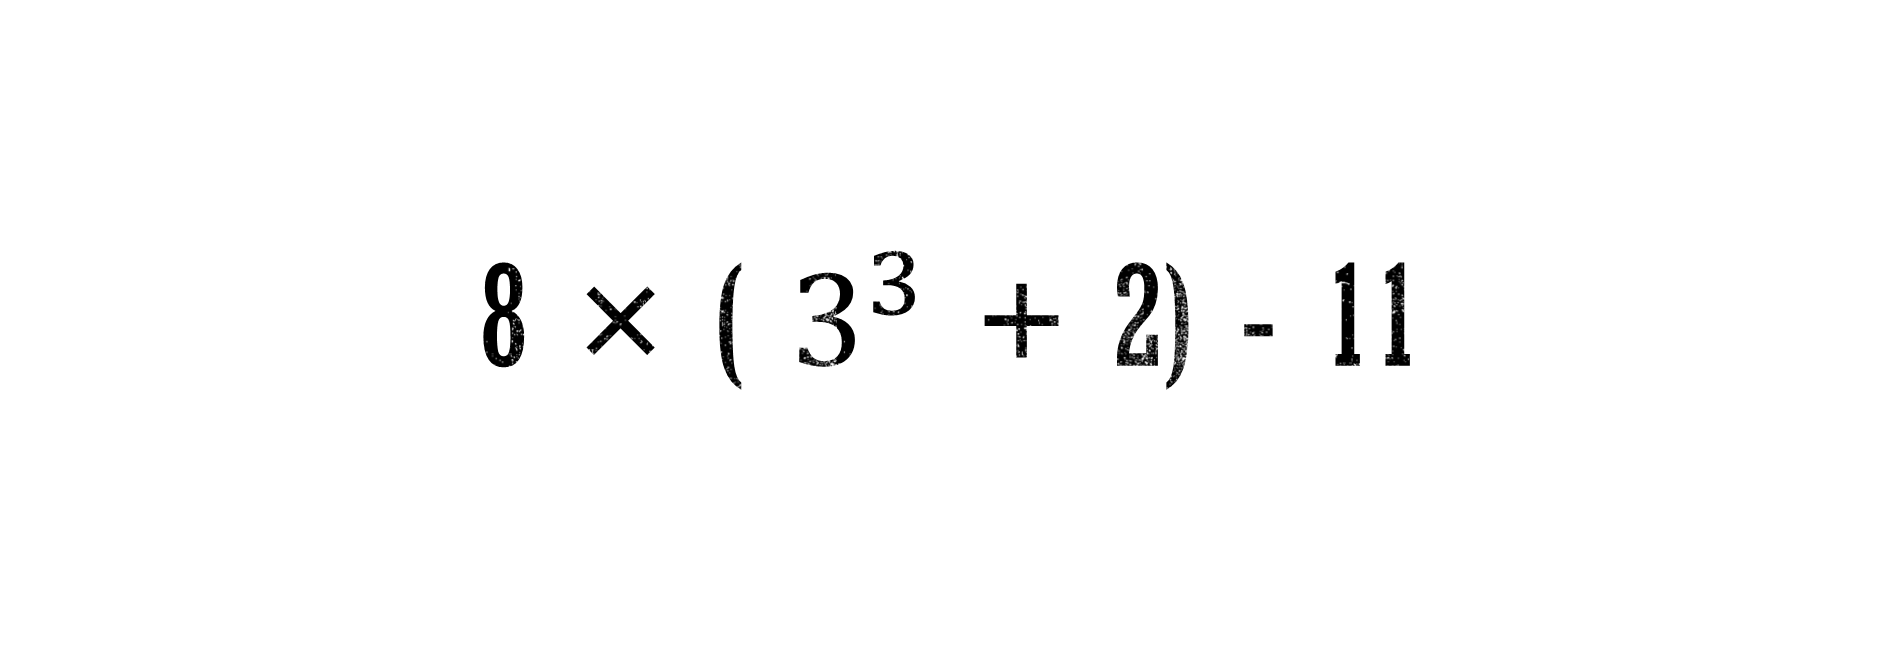 8 × ( 3³ + 2) - 11